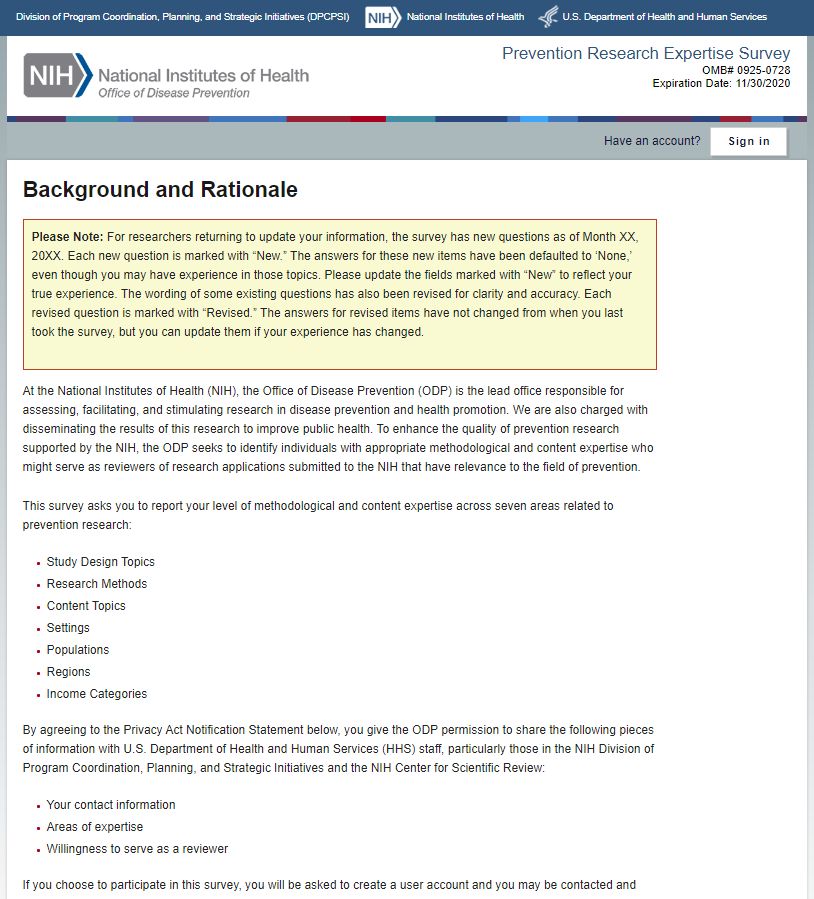 Division of Program Coordination, Planning, and Strategic Initiatives (DPCPSI) NIH National Institutes of Health U.S. Department of Health and Human Services
Prevention Research Expertise Survey
OMB# 0925-0728
Expiration Date: 11/30/2020
NIH National Institutes of Health
Office of Disease Prevention
Have an account? Sign in
Background and Rationale
Please Note: For researchers returning to update your information, the survey has new questions as of Month XX,
20XX. Each new question is marked with “New.” The answers for these new items have been defaulted to ‘None,’
even though you may have experience in those topics. Please update the fields marked with “New” to reflect your
true experience. The wording of some existing questions has also been revised for clarity and accuracy. Each
revised question is marked with “Revised.” The answers for revised items have not changed from when you last
took the survey, but you can update them if your experience has changed.
At the National Institutes of Health (NIH), the Office of Disease Prevention (ODP) is the lead office responsible for
assessing, facilitating, and stimulating research in disease prevention and health promotion. We are also charged with
disseminating the results of this research to improve public health. To enhance the quality of prevention research
supported by the NIH, the ODP seeks to identify individuals with appropriate methodological and content expertise who
might serve as reviewers of research applications submitted to the NIH that have relevance to the field of prevention.
This survey asks you to report your level of methodological and content expertise across seven areas related to
prevention research:
• Study Design Topics
• Research Methods
• Content Topics
• Settings
• Populations
• Regions
• Income Categories
By agreeing to the Privacy Act Notification Statement below, you give the ODP permission to share the following pieces
of information with U.S. Department of Health and Human Services (HHS) staff, particularly those in the NIH Division of
Program Coordination, Planning, and Strategic Initiatives and the NIH Center for Scientific Review:
• Your contact information
• Areas of expertise
• Willingness to serve as a reviewer
If you choose to participate in this survey, you will be asked to create a user account and you may be contacted and